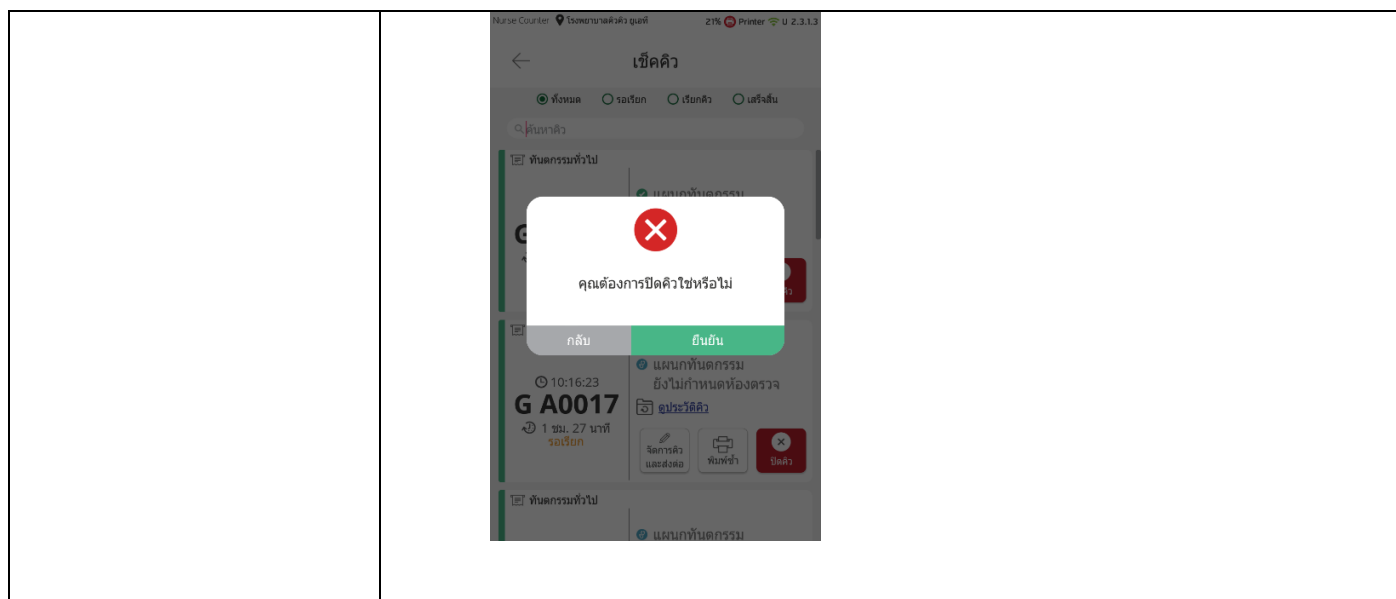 Nurse Counter โรงพยาบาลคิวคิว ยูเอที 21% Printer U 2.3.1.3
เช็คคิว
ทั้งหมด รอเรียก เรียกคิว เสร็จสิ้น
ค้นหาคิว
ทันตกรรมทั่วไป
แผนกทันตกรรม
G
คุณต้องการปิดคิวใช่หรือไม่
กลับ ยืนยัน
แผนกทันตกรรม
10:16:23 ยังไม่กำหนดห้องตรวจ
G A0017 ดูประวัติคิว
1 ชม. 27 นาที
รอเรียก
จัดการคิว
และส่งต่อ
พิมพ์ซ้ำ
ปิดคิว
ทันตกรรมทั่วไป
แผนกทันตกรรม